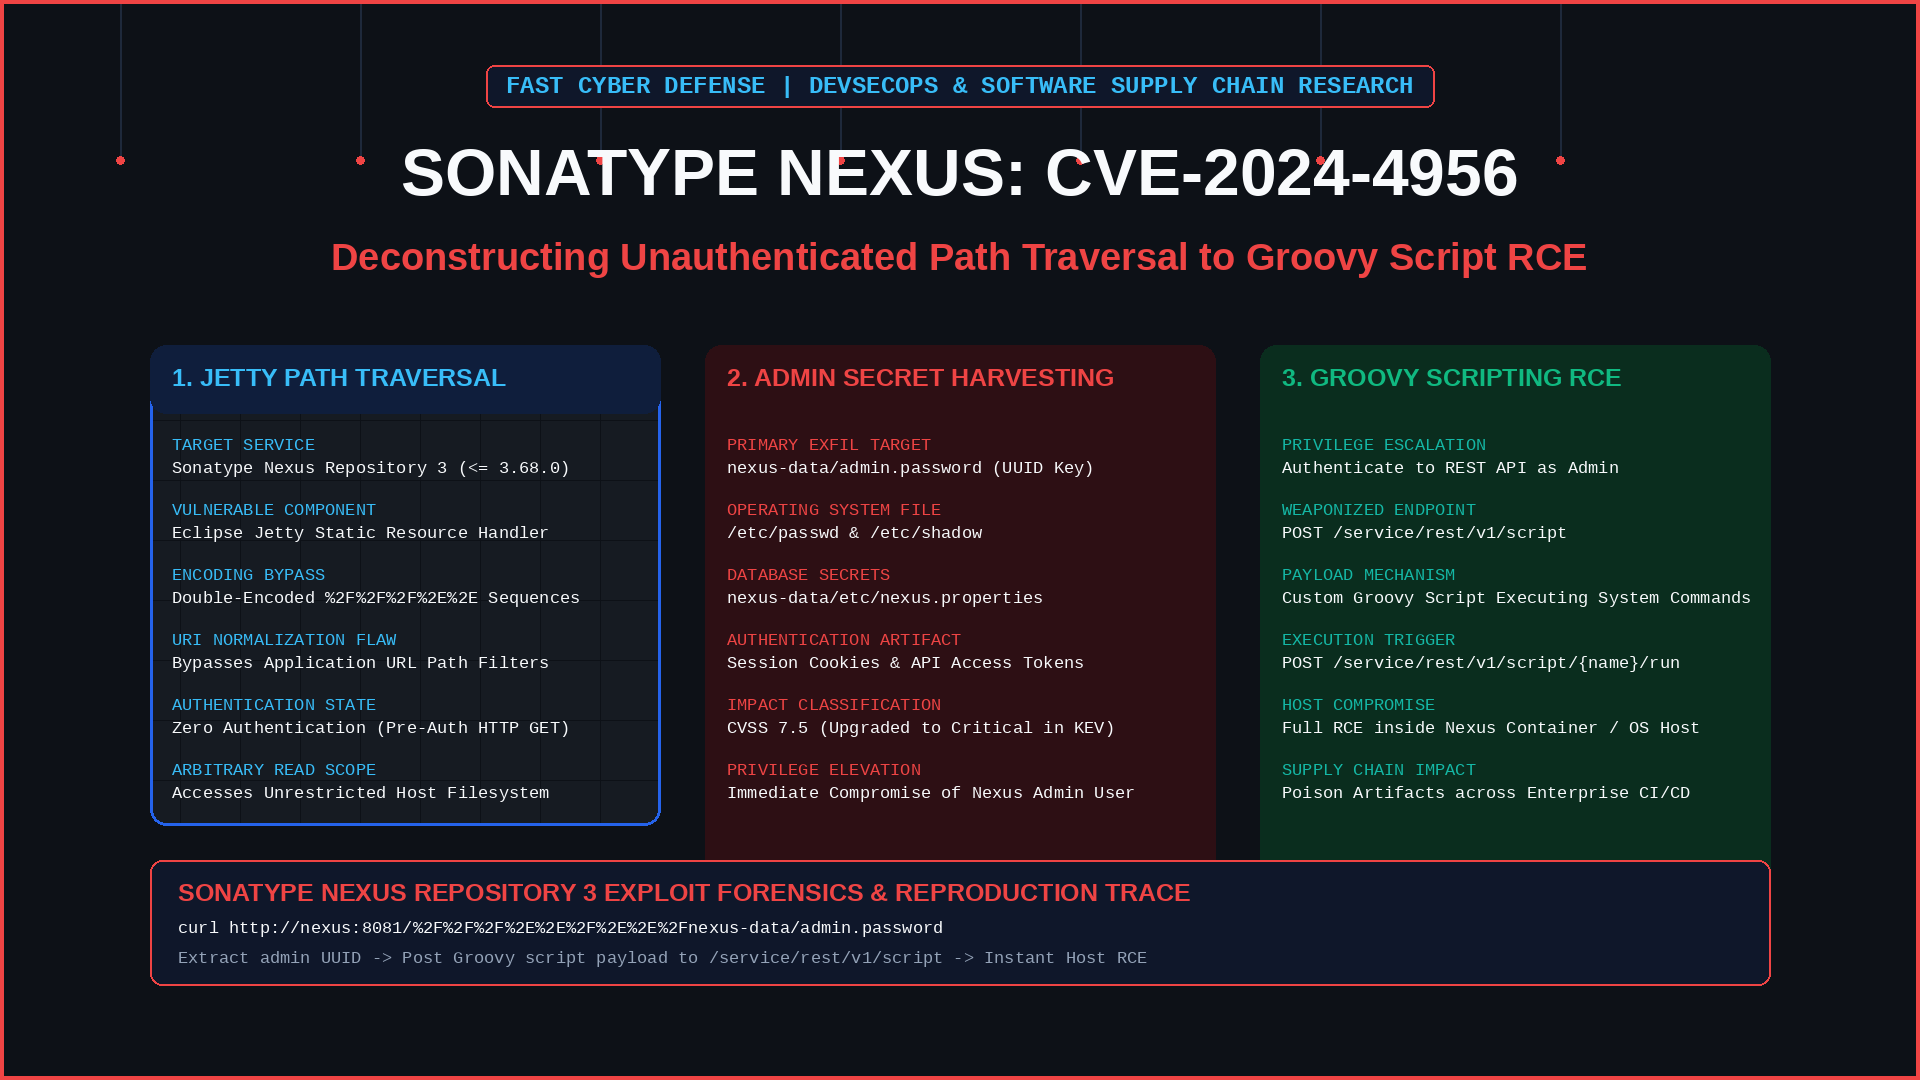 FAST CYBER DEFENSE | DEVSECOPS & SOFTWARE SUPPLY CHAIN RESEARCH
SONATYPE NEXUS: CVE-2024-4956
Deconstructing Unauthenticated Path Traversal to Groovy Script RCE
1. JETTY PATH TRAVERSAL
TARGET SERVICE
Sonatype Nexus Repository 3 (<= 3.68.0)
VULNERABLE COMPONENT
Eclipse Jetty Static Resource Handler
ENCODING BYPASS
Double-Encoded %2F%2F%2F%2E%2E Sequences
URI NORMALIZATION FLAW
Bypasses Application URL Path Filters
AUTHENTICATION STATE
Zero Authentication (Pre-Auth HTTP GET)
ARBITRARY READ SCOPE
Accesses Unrestricted Host Filesystem
2. ADMIN SECRET HARVESTING
PRIMARY EXFIL TARGET
nexus-data/admin.password (UUID Key)
OPERATING SYSTEM FILE
/etc/passwd & /etc/shadow
DATABASE SECRETS
nexus-data/etc/nexus.properties
AUTHENTICATION ARTIFACT
Session Cookies & API Access Tokens
IMPACT CLASSIFICATION
CVSS 7.5 (Upgraded to Critical in KEV)
PRIVILEGE ELEVATION
Immediate Compromise of Nexus Admin User
3. GROOVY SCRIPTING RCE
PRIVILEGE ESCALATION
Authenticate to REST API as Admin
WEAPONIZED ENDPOINT
POST /service/rest/v1/script
PAYLOAD MECHANISM
Custom Groovy Script Executing System Commands
EXECUTION TRIGGER
POST /service/rest/v1/script/{name}/run
HOST COMPROMISE
Full RCE inside Nexus Container / OS Host
SUPPLY CHAIN IMPACT
Poison Artifacts across Enterprise CI/CD
SONATYPE NEXUS REPOSITORY 3 EXPLOIT FORENSICS & REPRODUCTION TRACE
curl http://nexus:8081/%2F%2F%2F%2E%2E%2F%2E%2E%2Fnexus-data/admin.password
Extract admin UUID -> Post Groovy script payload to /service/rest/v1/script -> Instant Host RCE